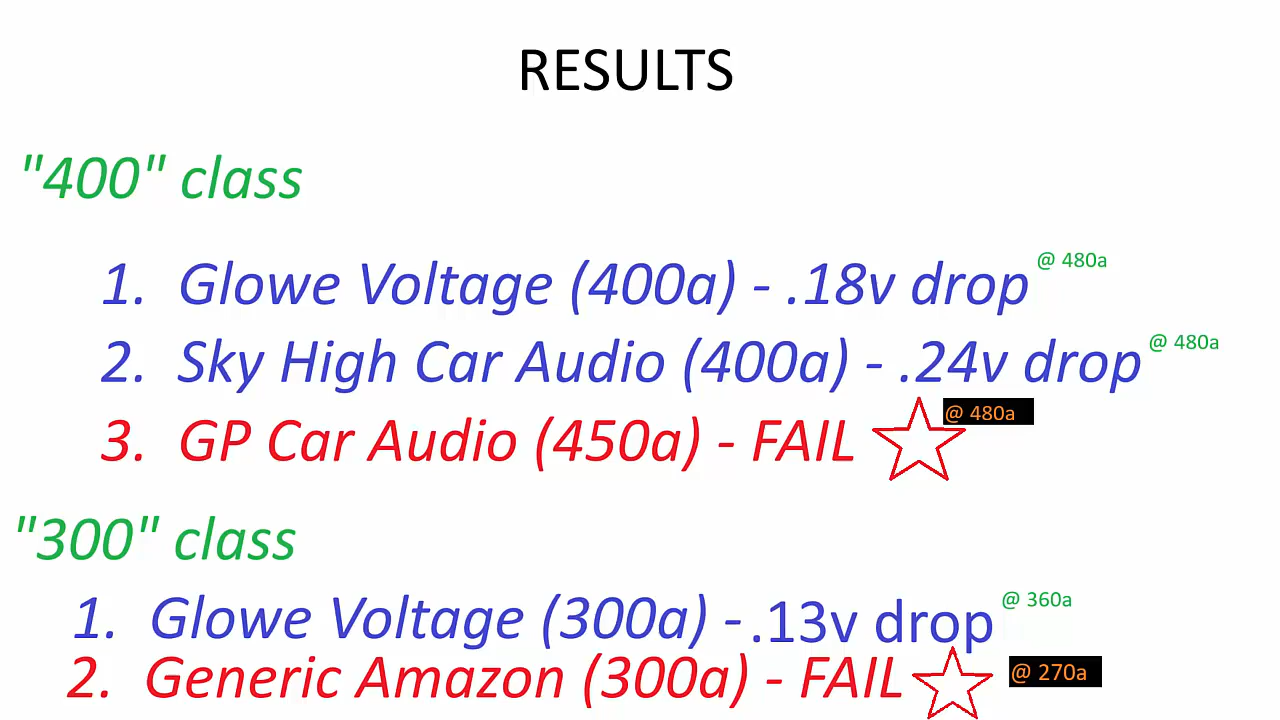 RESULTS
"400" class
1. Glowe Voltage (400a) - .18v drop @ 480a
2. Sky High Car Audio (400a) - .24v drop @ 480a
3. GP Car Audio (450a) - FAIL @ 480a
"300" class
1. Glowe Voltage (300a) - .13v drop @ 360a
2. Generic Amazon (300a) - FAIL @ 270a